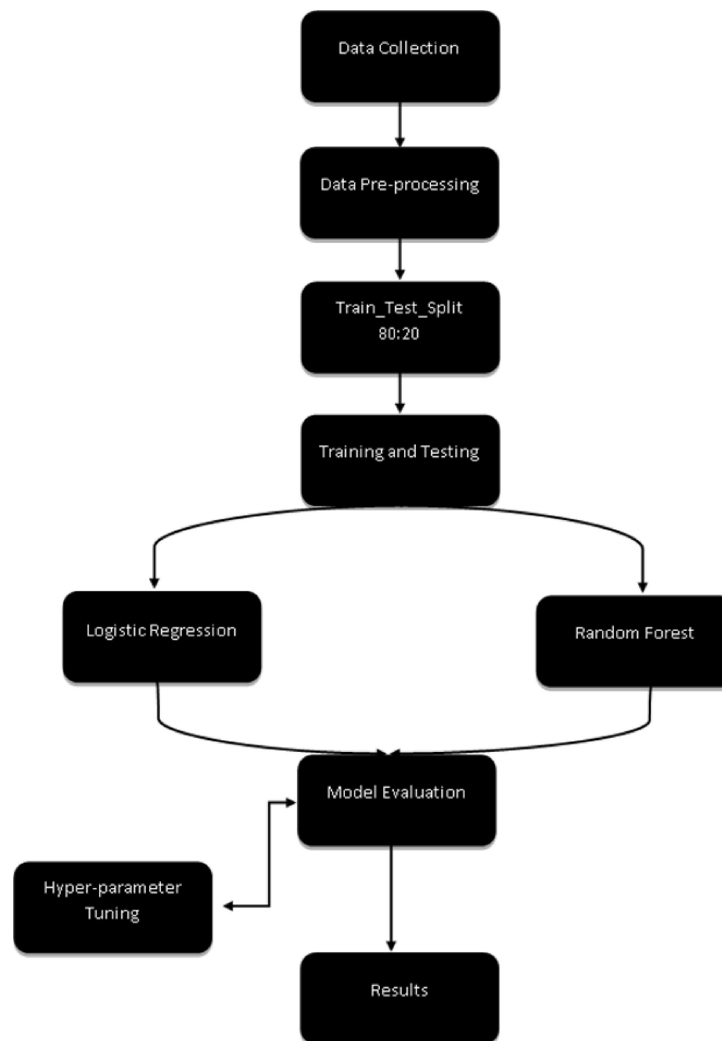 Data Collection
Data Pre-processing
Train_Test_Split
80:20
Training and Testing
Logistic Regression
Random Forest
Model Evaluation
Hyper-parameter
Tuning
Results